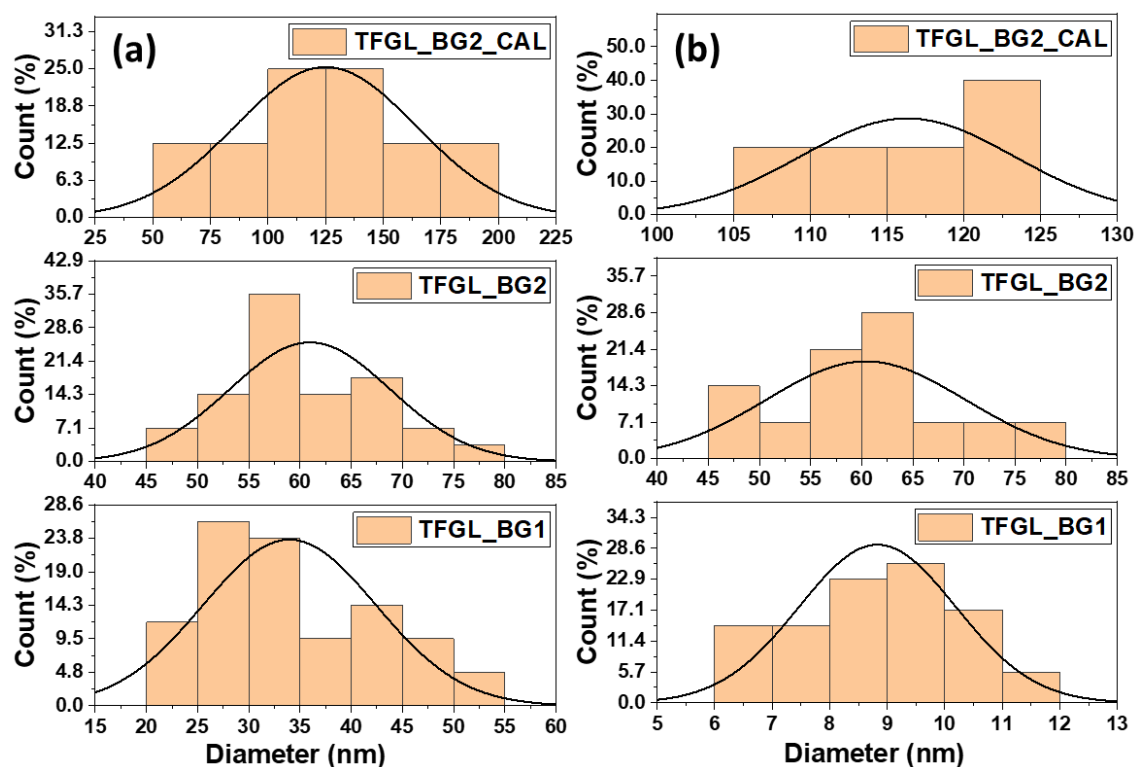 (a)
TFGL_BG2_CAL
Count (%)
31.3
25.0
18.8
12.5
6.3
0.0
25 50 75 100 125 150 175 200 225
TFGL_BG2
Count (%)
42.9
35.7
28.6
21.4
14.3
7.1
0.0
40 45 50 55 60 65 70 75 80 85
TFGL_BG1
Count (%)
28.6
23.8
19.0
14.3
9.5
4.8
0.0
15 20 25 30 35 40 45 50 55 60
Diameter (nm)
(b)
TFGL_BG2_CAL
Count (%)
50.0
40.0
30.0
20.0
10.0
0.0
100 105 110 115 120 125 130
TFGL_BG2
Count (%)
35.7
28.6
21.4
14.3
7.1
0.0
40 45 50 55 60 65 70 75 80 85
TFGL_BG1
Count (%)
34.3
28.6
22.9
17.1
11.4
5.7
0.0
5 6 7 8 9 10 11 12 13
Diameter (nm)